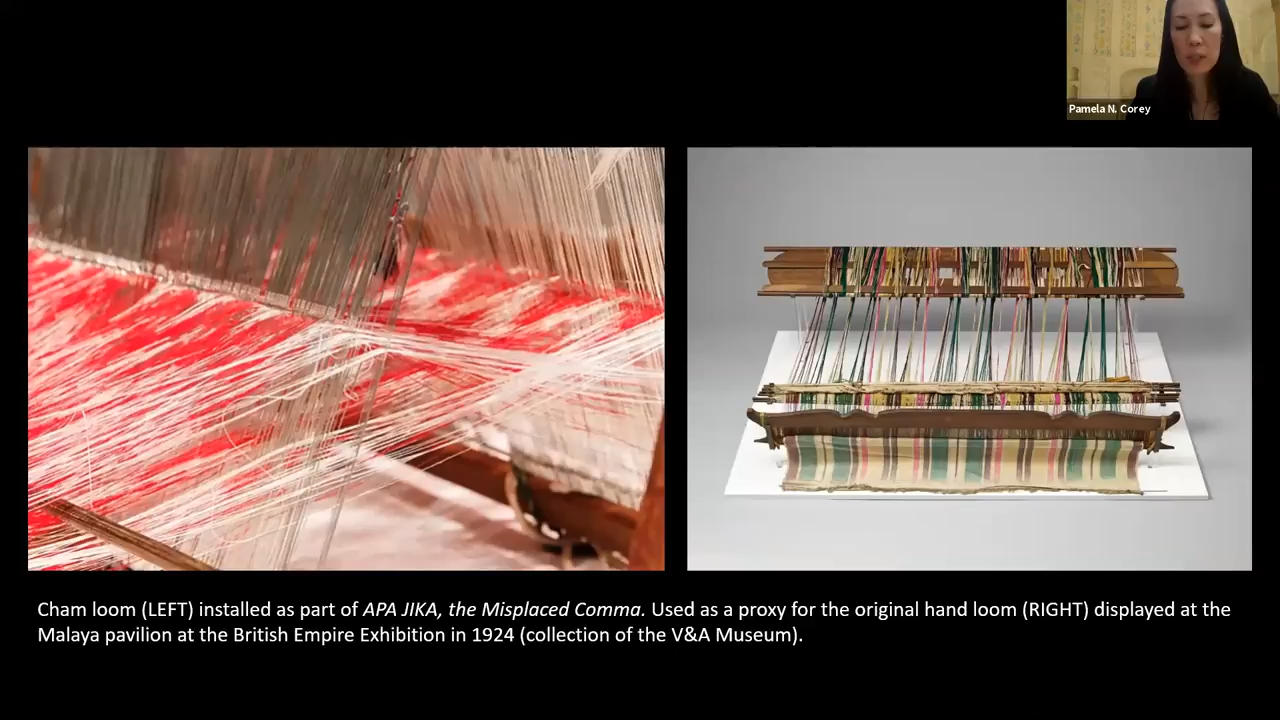 Pamela N. Corey
Cham loom (LEFT) installed as part of APA JIKA, the Misplaced Comma. Used as a proxy for the original hand loom (RIGHT) displayed at the
Malaya pavilion at the British Empire Exhibition in 1924 (collection of the V&A Museum).